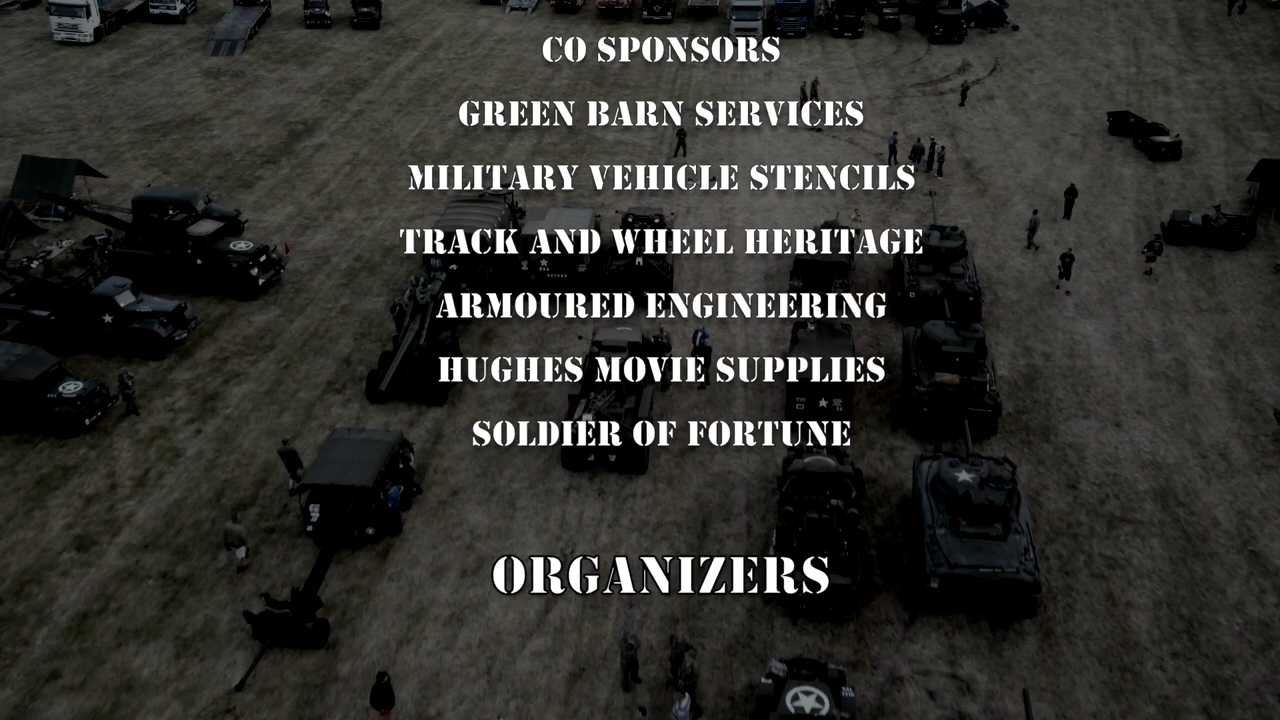 CO SPONSORS
GREEN BARN SERVICES
MILITARY VEHICLE STENCILS
TRACK AND WHEEL HERITAGE
ARMOURED ENGINEERING
HUGHES MOVIE SUPPLIES
SOLDIER OF FORTUNE
ORGANIZERS